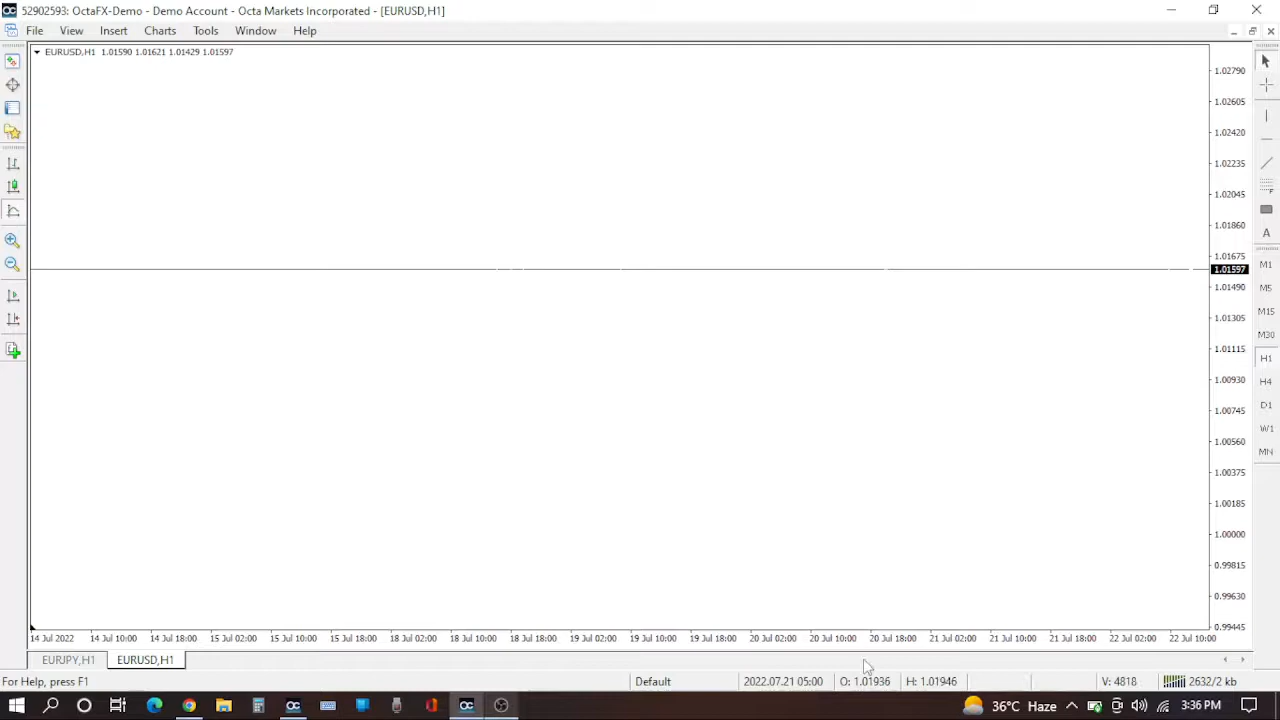 52902593: OctaFX-Demo - Demo Account - Octa Markets Incorporated - [EURUSD,H1]
File View Insert Charts Tools Options Window Help
EURUSD,H1 1.01590 1.01621 1.01429 1.01597
1.02790
1.02605
1.02420
1.02235
1.02045
1.01860
1.01675
1.01597
1.01490
1.01305
1.01115
1.00930
1.00745
1.00560
1.00375
1.00185
1.00000
0.99815
0.99630
0.99445
A
M1
M5
M15
M30
H1
H4
D1
W1
MN
14 Jul 2022 14 Jul 10:00 14 Jul 18:00 15 Jul 02:00 15 Jul 10:00 15 Jul 18:00 18 Jul 02:00 18 Jul 10:00 18 Jul 18:00 19 Jul 02:00 19 Jul 10:00 19 Jul 18:00 20 Jul 02:00 20 Jul 10:00 20 Jul 18:00 21 Jul 02:00 21 Jul 10:00 21 Jul 18:00 22 Jul 02:00 22 Jul 10:00
EURJPY,H1 EURUSD,H1
For Help, press F1 Default 2022.07.21 05:00 O: 1.01936 H: 1.01946 V: 4818 2632/2 kb
36°C Haze 3:36 PM